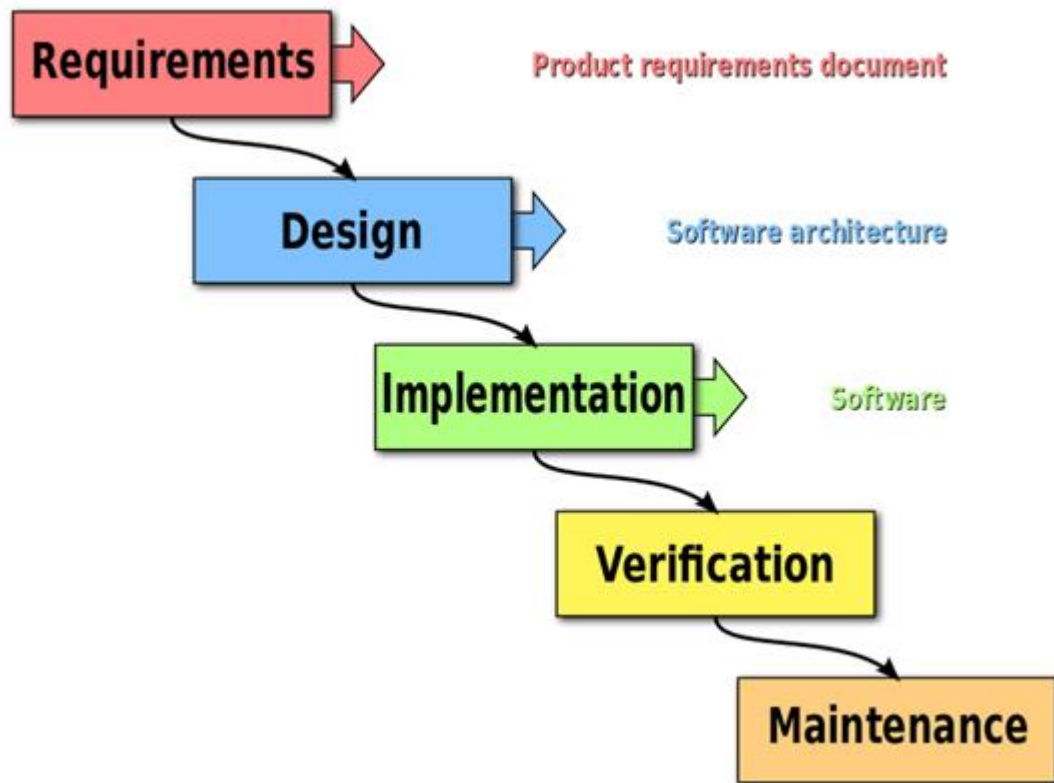 Requirements
Product requirements document
Design
Software architecture
Implementation
Software
Verification
Maintenance